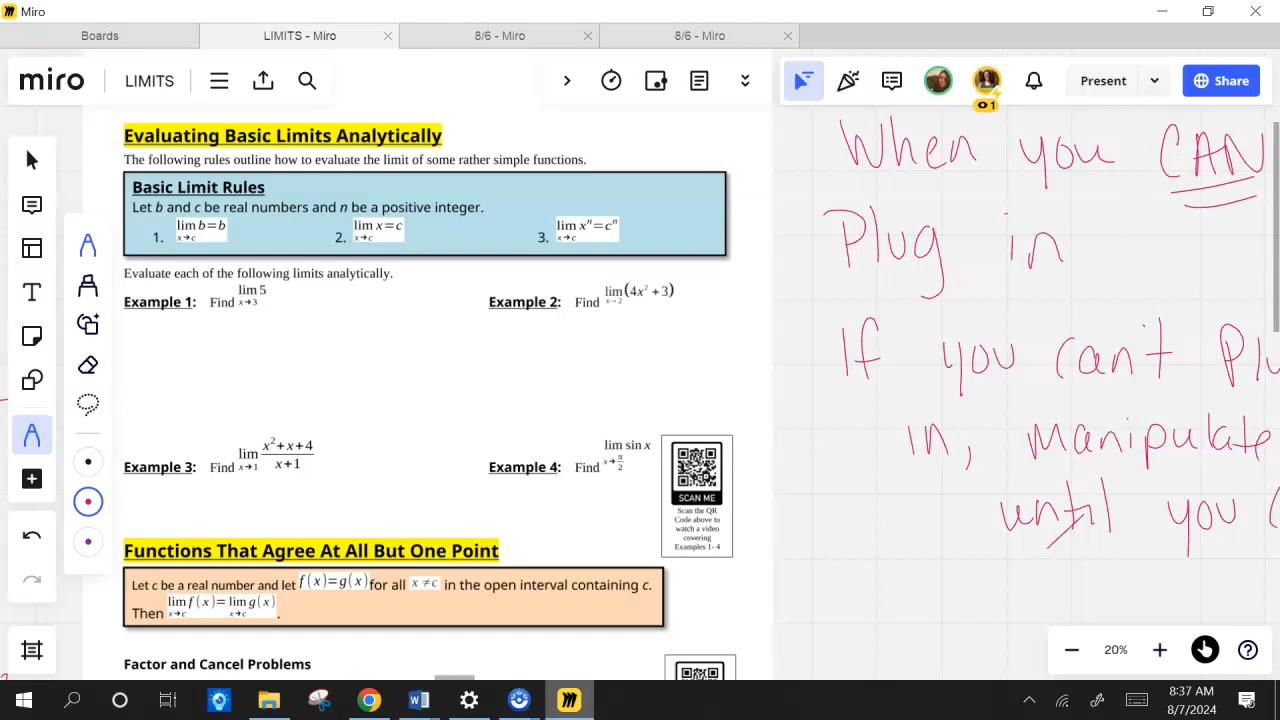 Miro
Boards
LIMITS - Miro
8/6 - Miro
8/6 - Miro
miro
LIMITS
Present
Share
1
Evaluating Basic Limits Analytically
The following rules outline how to evaluate the limit of some rather simple functions.
Basic Limit Rules
Let b and c be real numbers and n be a positive integer.
1. lim x→c b=b 2. lim x→c x=c 3. lim x→c xⁿ=cⁿ
Evaluate each of the following limits analytically.
Example 1: Find lim x→3 5 Example 2: Find lim x→2 (4x²+3)
Example 3: Find lim x→1 x²+x+4 / x+1 Example 4: Find lim x→π/2 sin x
SCAN ME
Scan the QR
Code above to
watch a video
covering
Examples 1- 4
Functions That Agree At All But One Point
Let c be a real number and let f(x)=g(x) for all x≠c in the open interval containing c.
Then lim x→c f(x)=lim x→c g(x).
Factor and Cancel Problems
When you CAN
Plug in
If you can't Plu
in, manipulate
until you
20%
8:37 AM
8/7/2024